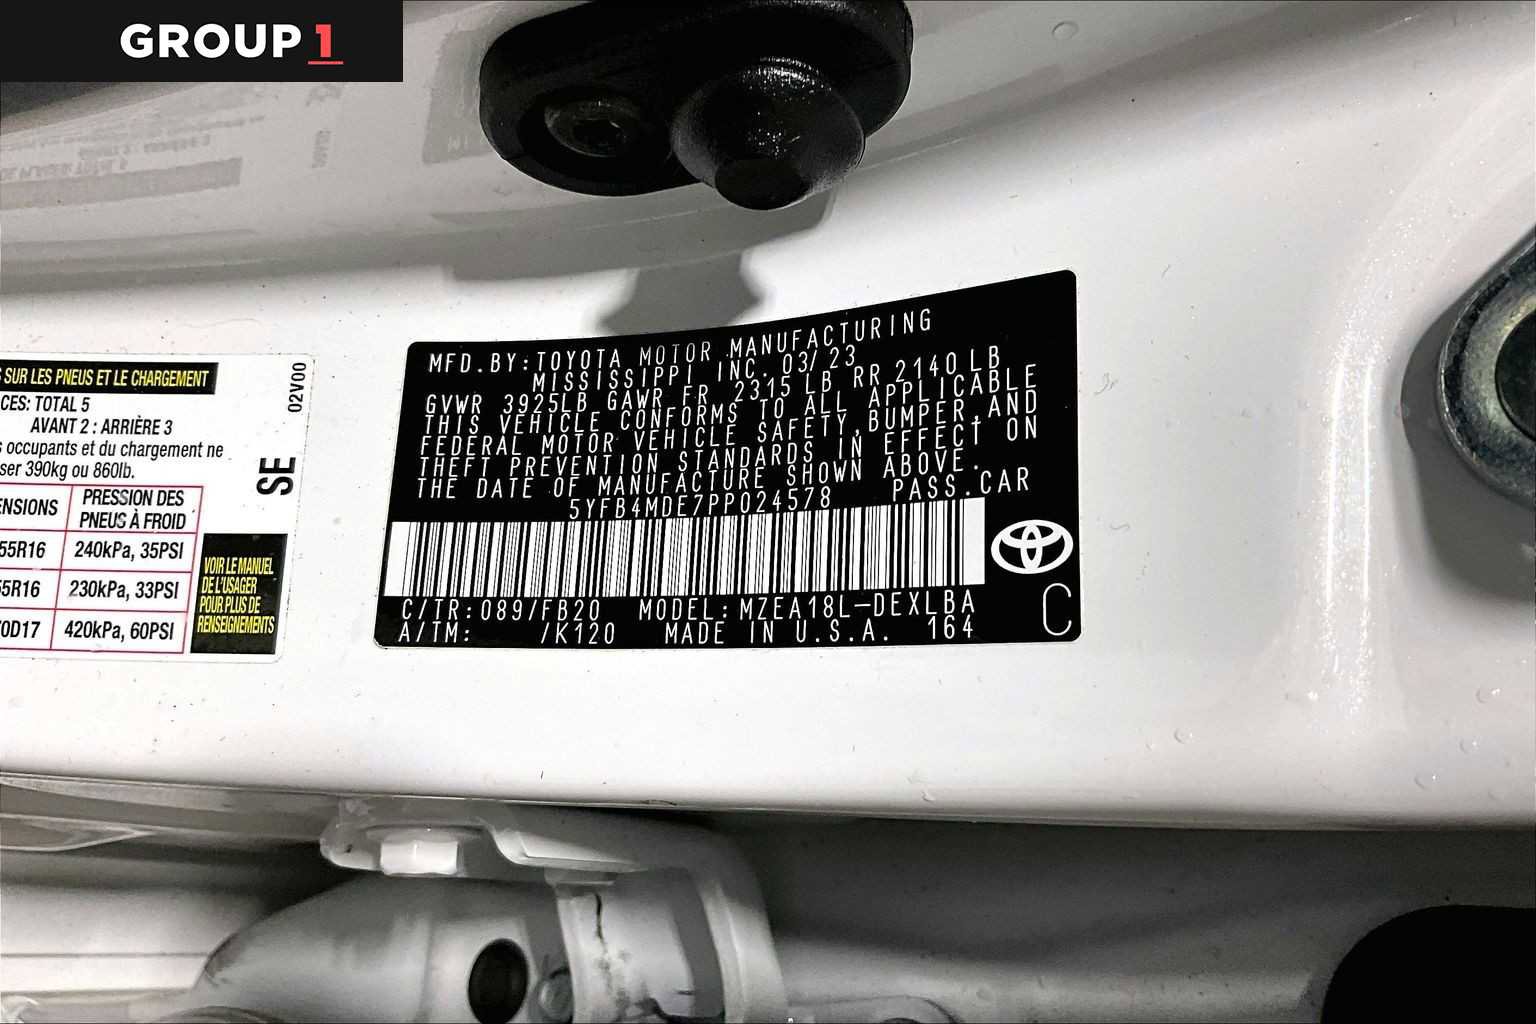 GROUP 1
S SUR LES PNEUS ET LE CHARGEMENT
CES: TOTAL 5
AVANT 2 : ARRIÈRE 3
s occupants et du chargement ne
ser 390kg ou 860lb.
ENSIONS PRESSION DES PNEUS À FROID
55R16 240kPa, 35PSI
55R16 230kPa, 33PSI
70D17 420kPa, 60PSI
02V00
SE
VOIR LE MANUEL
DE L'USAGER
POUR PLUS DE
RENSEIGNEMENTS
MFD.BY:TOYOTA MOTOR MANUFACTURING
MISSISSIPPI INC. 03/23
GVWR 3925LB GAWR FR 2315 LB RR 2140 LB
THIS VEHICLE CONFORMS TO ALL APPLICABLE
FEDERAL MOTOR VEHICLE SAFETY,BUMPER,AND
THEFT PREVENTION STANDARDS IN EFFECT ON
THE DATE OF MANUFACTURE SHOWN ABOVE.
5YFB4MDE7PP024578 PASS.CAR
C/TR:089/FB20 MODEL:MZEA18L-DEXLBA
A/TM: /K120 MADE IN U.S.A. 164
C